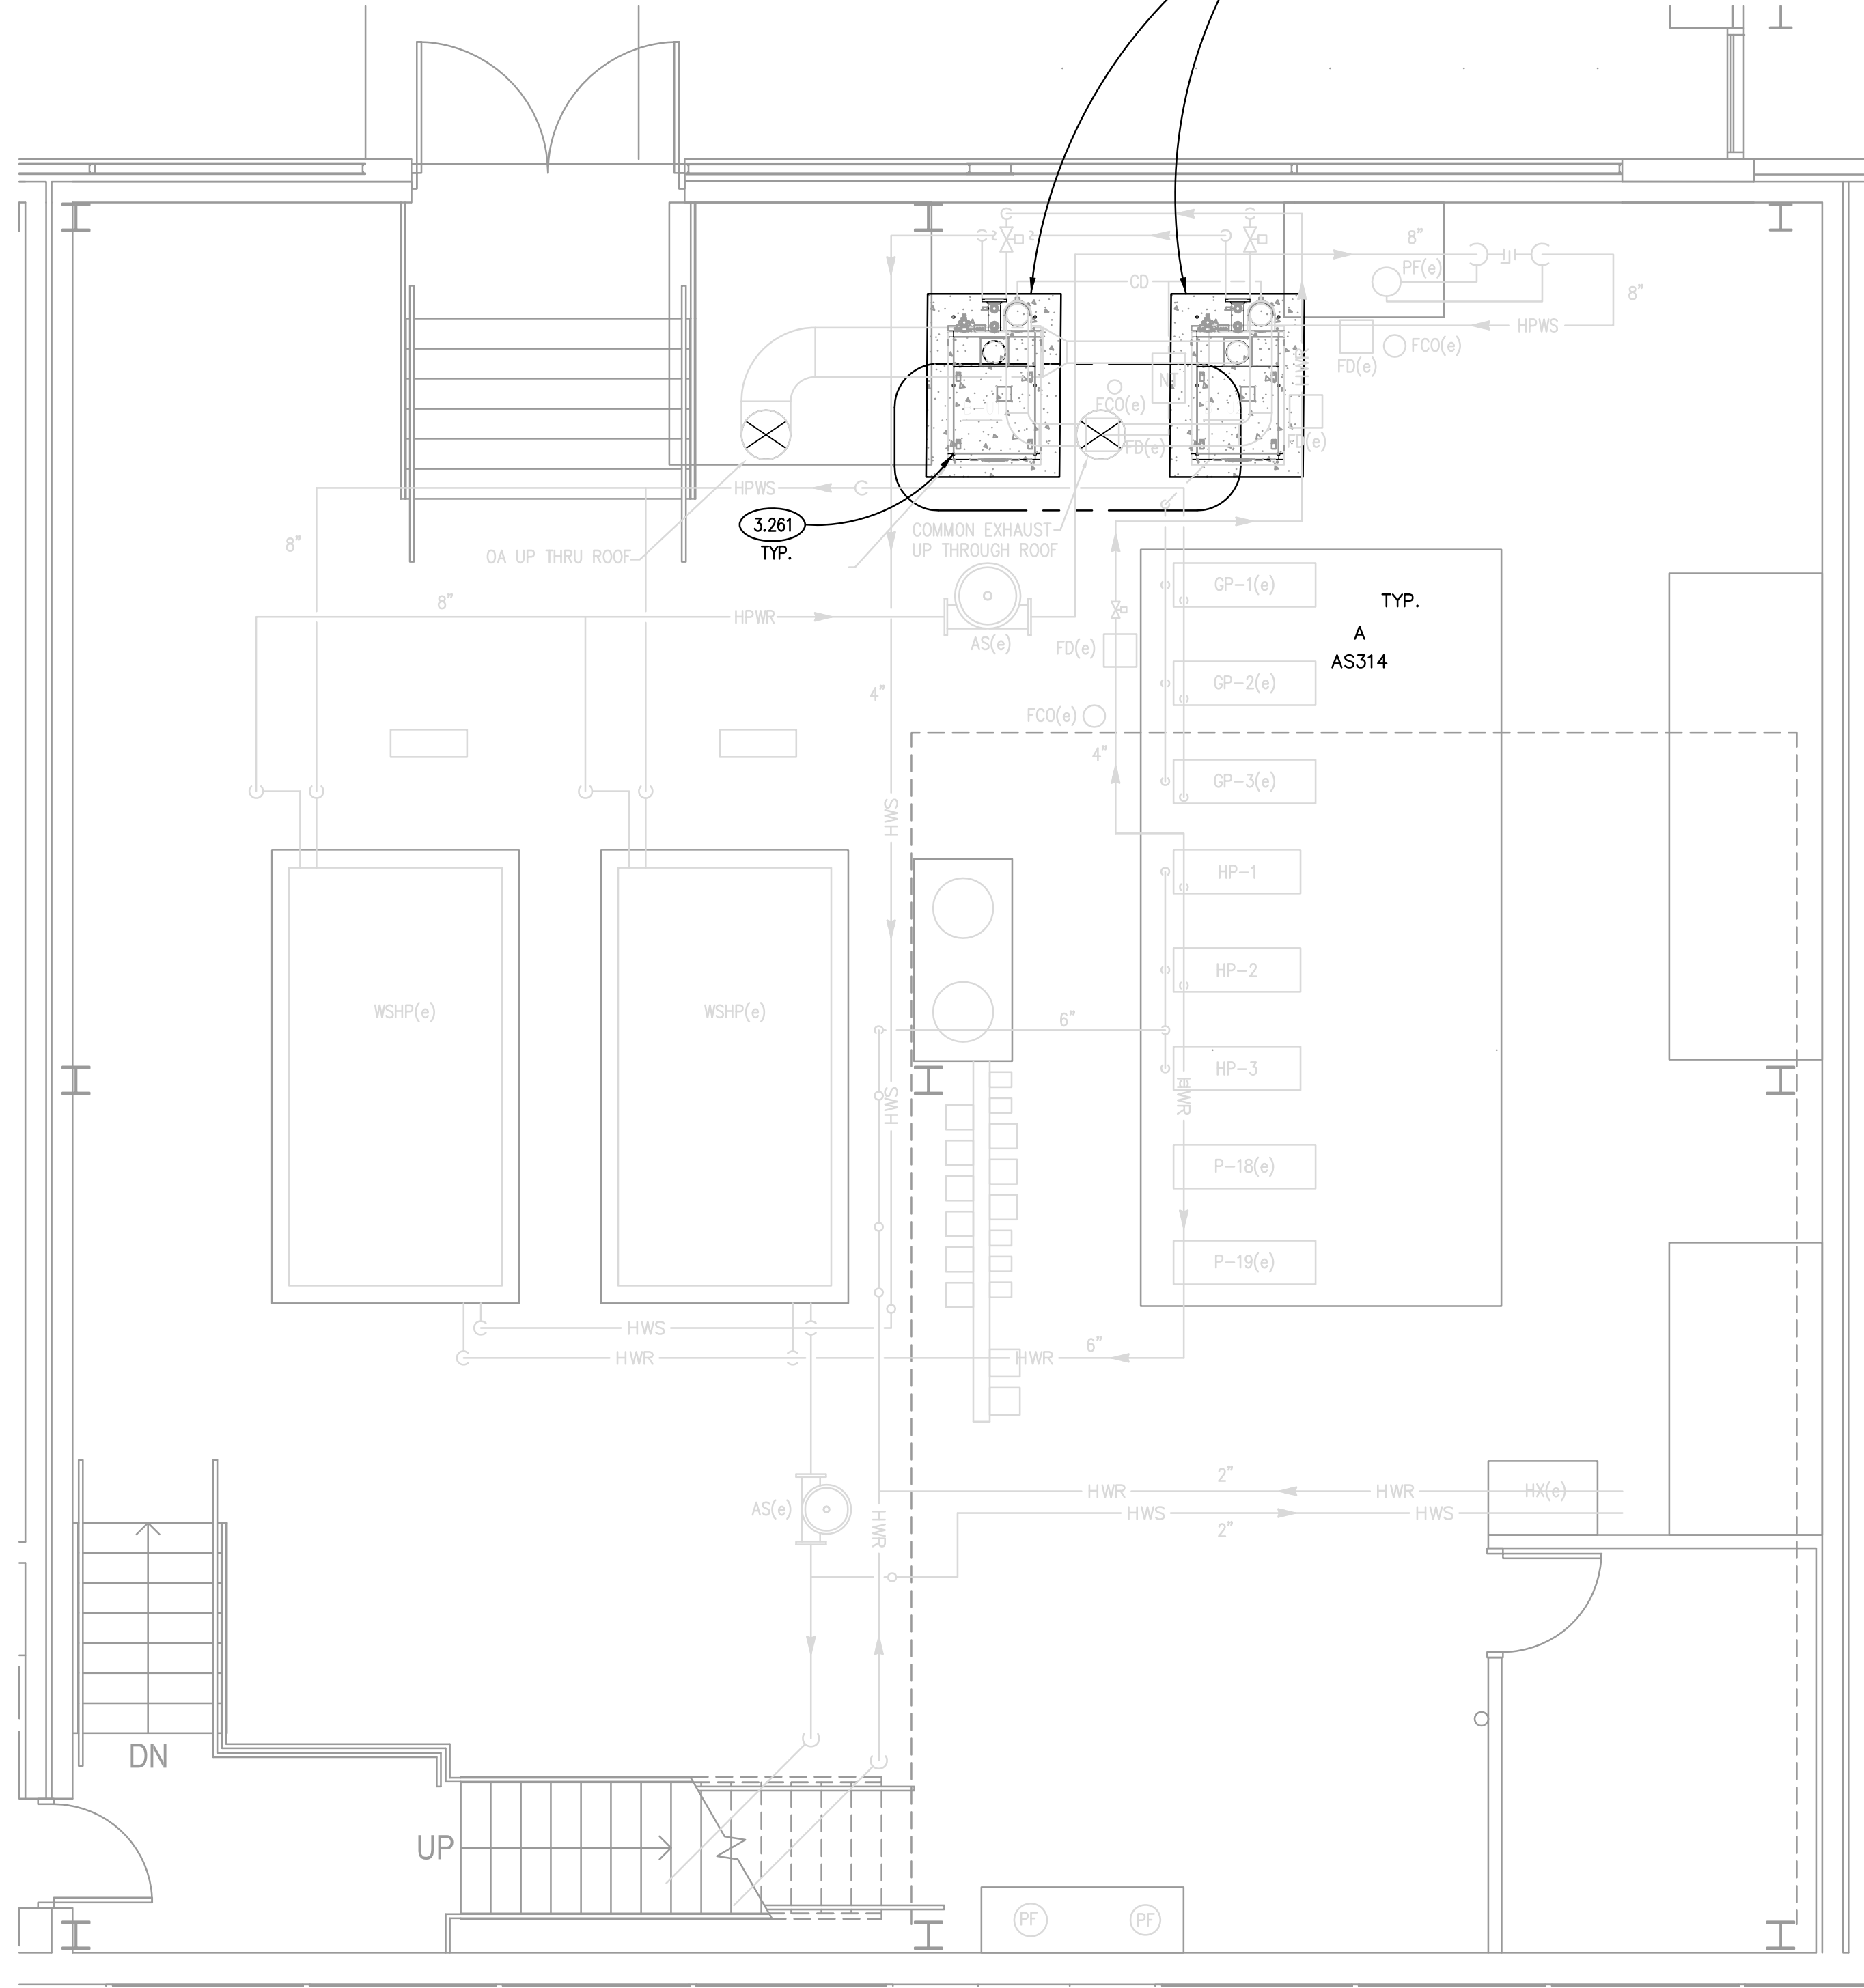 8"
CD
PF(e)
8"
HPWS
FCO(e)
FD(e)
NT
FCO(e)
FD(e)
FD(e)
HPWS
3.261
TYP.
COMMON EXHAUST
UP THROUGH ROOF
8"
OA UP THRU ROOF
GP-1(e)
TYP.
8"
HPWR
A
AS(e)
FD(e)
AS314
GP-2(e)
4"
FCO(e)
4"
GP-3(e)
SWH
HP-1
HP-2
WSHP(e)
WSHP(e)
6"
HP-3
SWH
HWR
P-18(e)
P-19(e)
HWS
6"
HWR
HWR
2"
HWR
HWR
HX(e)
AS(e)
HWR
HWS
HWS
2"
DN
UP
PF
PF